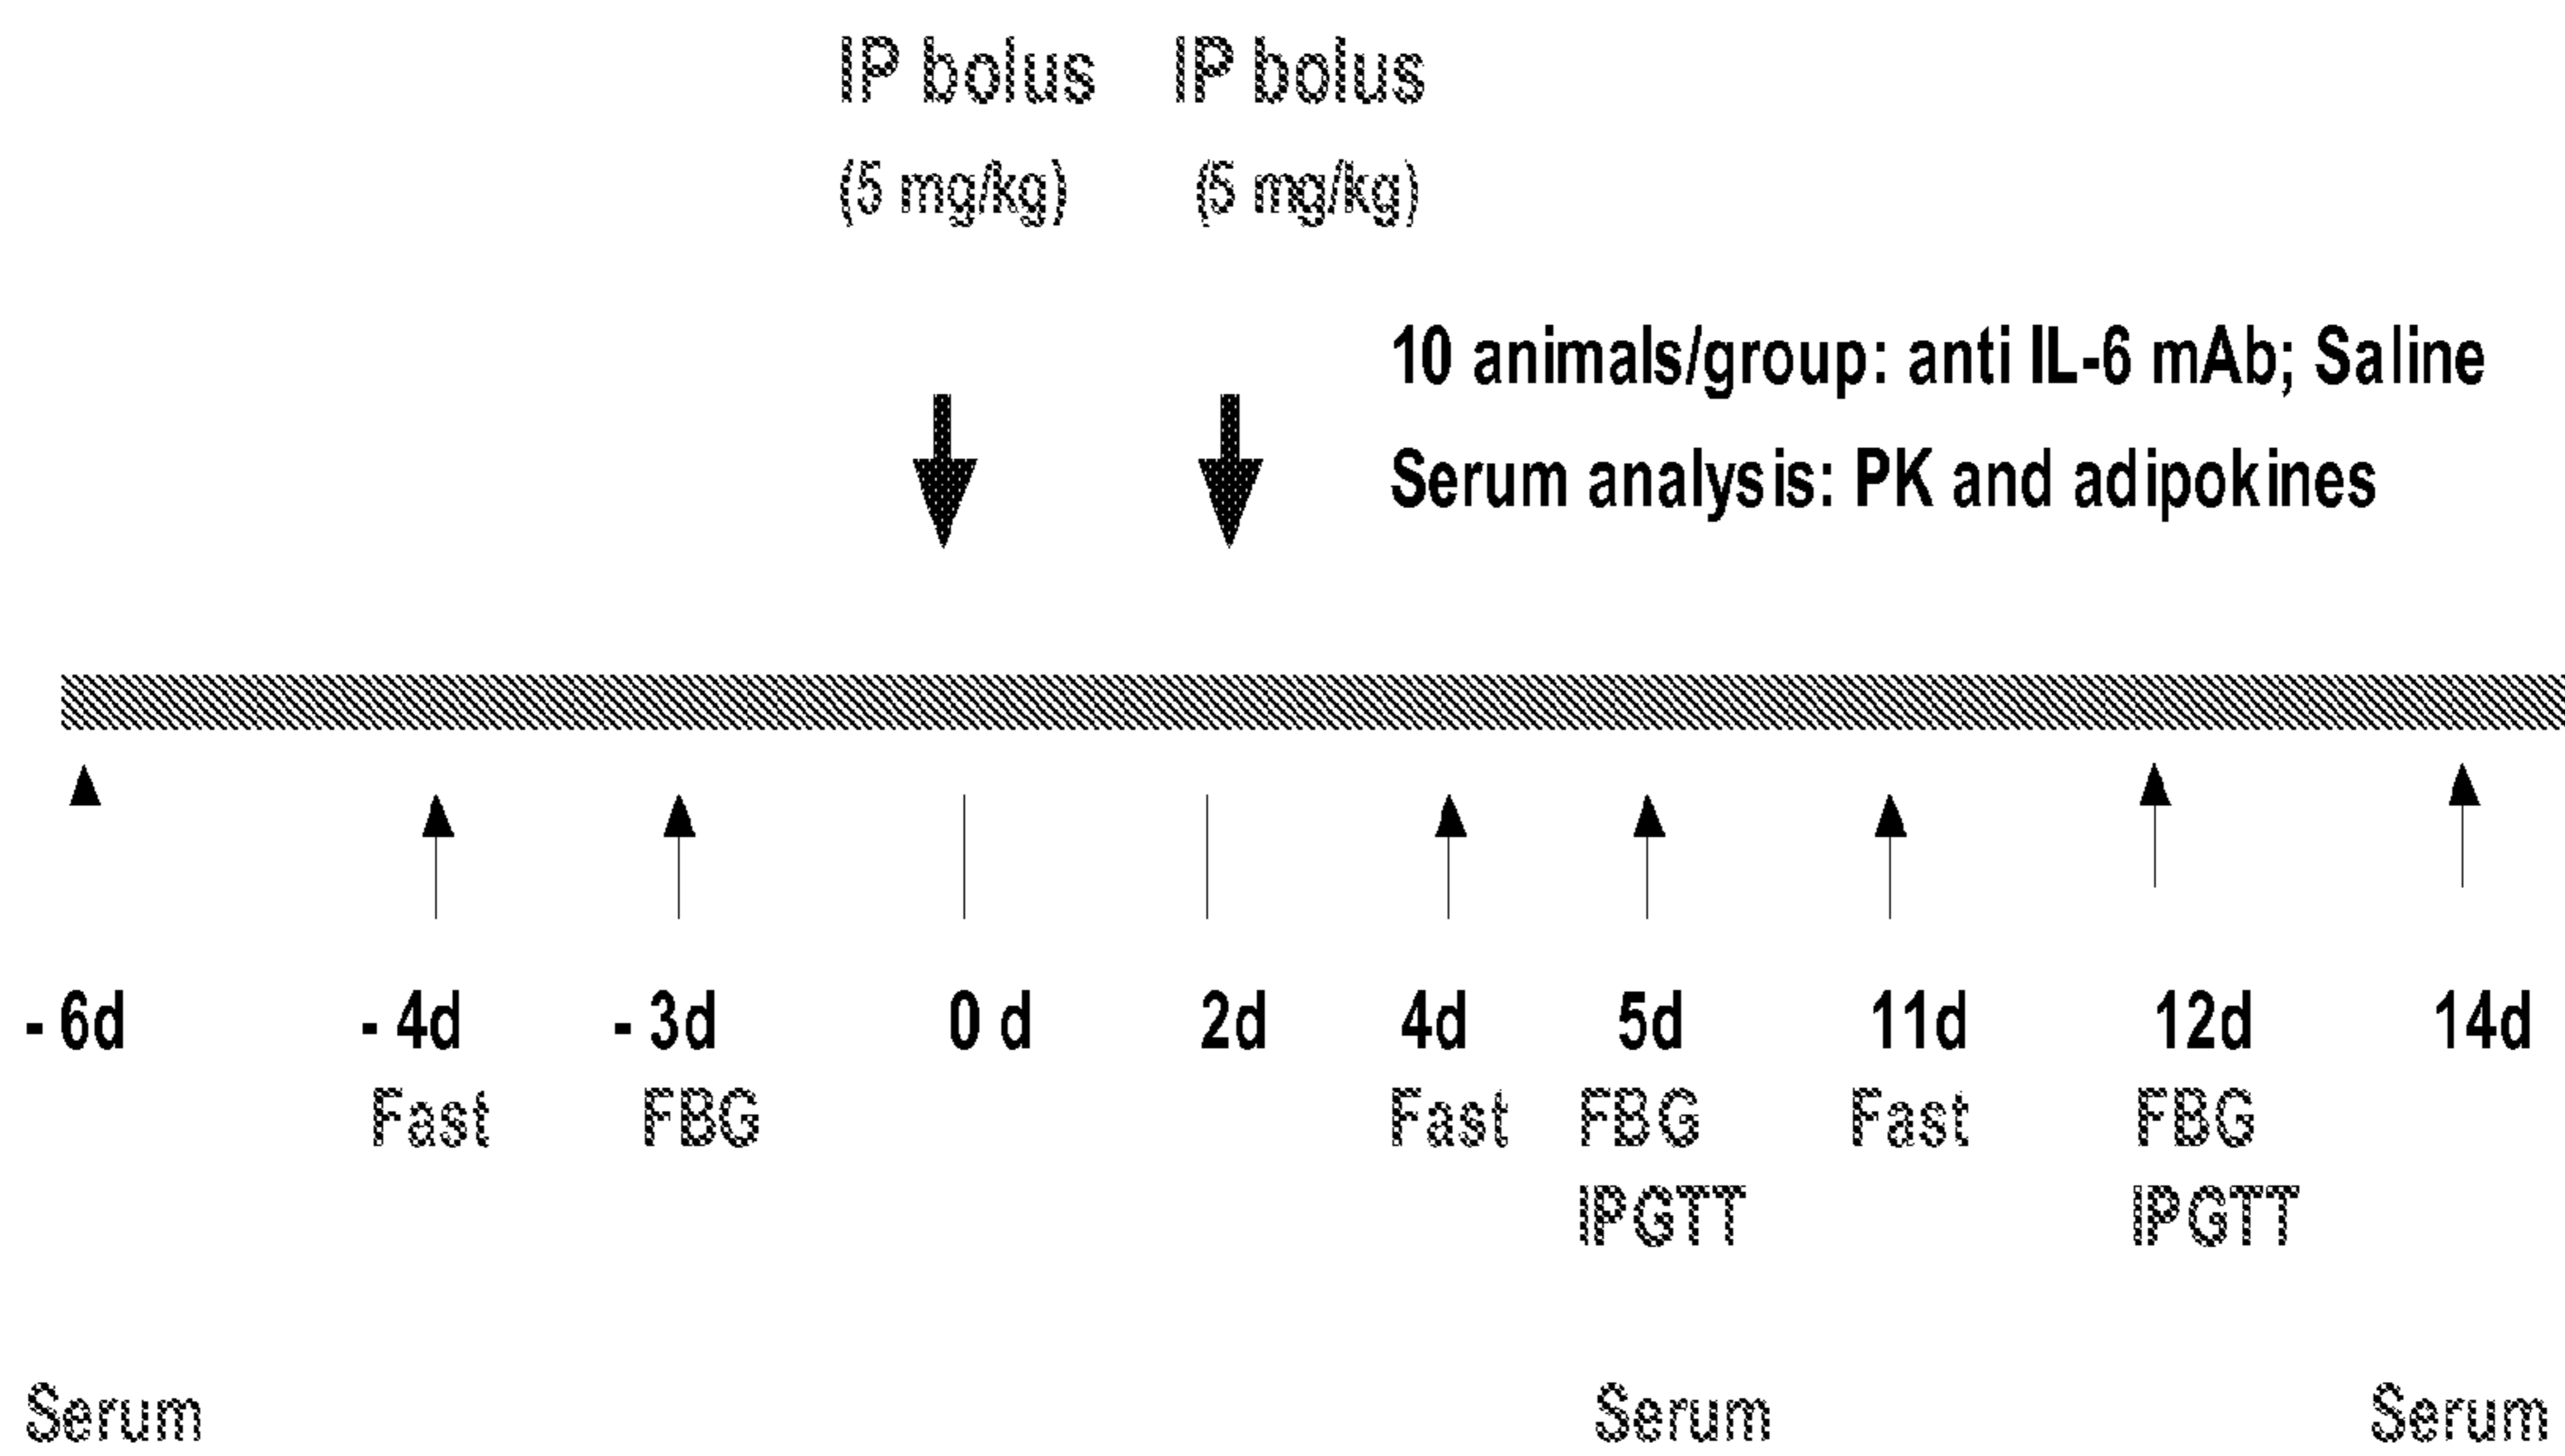 IP bolus IP bolus
(5 mg/kg) (5 mg/kg)
10 animals/group: anti IL-6 mAb; Saline
Serum analysis: PK and adipokines
- 6d - 4d - 3d 0 d 2d 4d 5d 11d 12d 14d
Fast FBG Fast FBG Fast FBG
IPGTT IPGTT
Serum Serum Serum